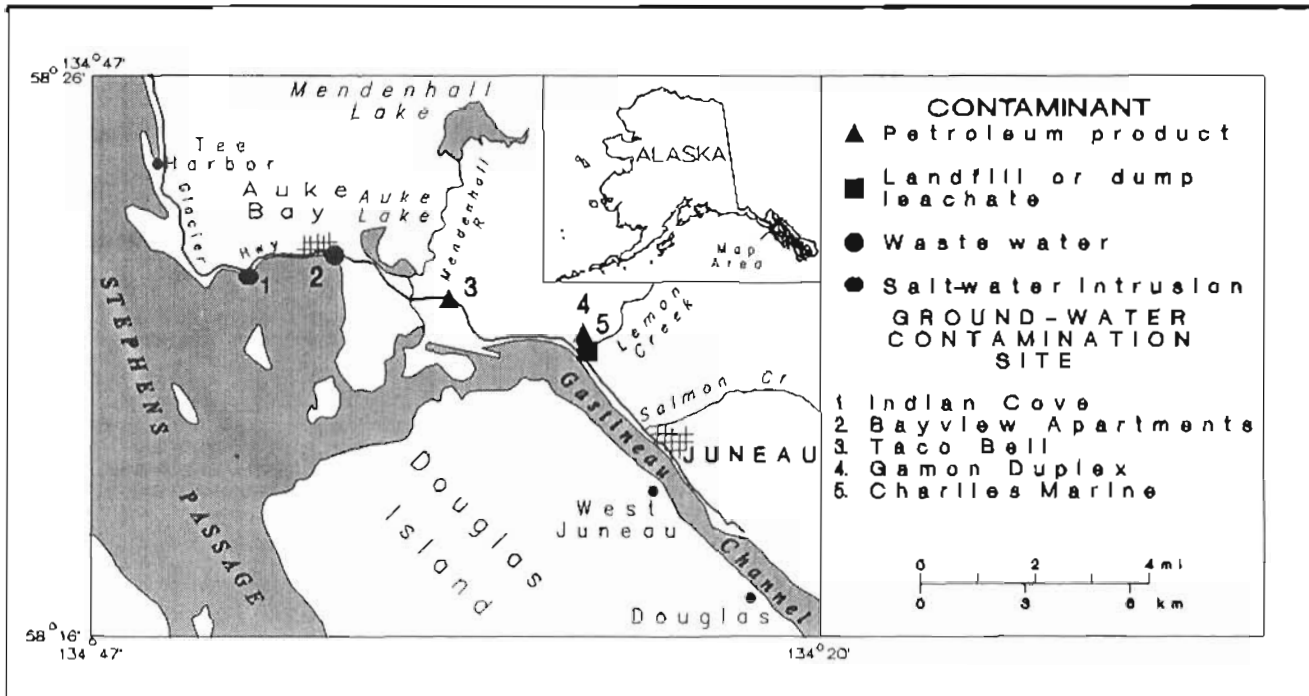 134°47'
58°26'
Mendenhall
Lake
Tee
Harbor
Auke
Bay
Auke
Lake
Mendenhall
R
Glacier
Hwy
1
2
3
4
5
Lemon
Creek
ALASKA
Map
Area
STEPHENS
PASSAGE
Gastineau
Channel
Salmon Cr
JUNEAU
Douglas
Island
West
Juneau
Douglas
58°16'
134°47'
134°20'
CONTAMINANT
Petroleum product
Landfill or dump
leachate
Waste water
Salt-water Intrusion
GROUND-WATER
CONTAMINATION
SITE
1 Indian Cove
2 Bayview Apartments
3. Taco Bell
4. Gamon Duplex
5. Charlies Marine
0 2 4 mi
0 3 6 km